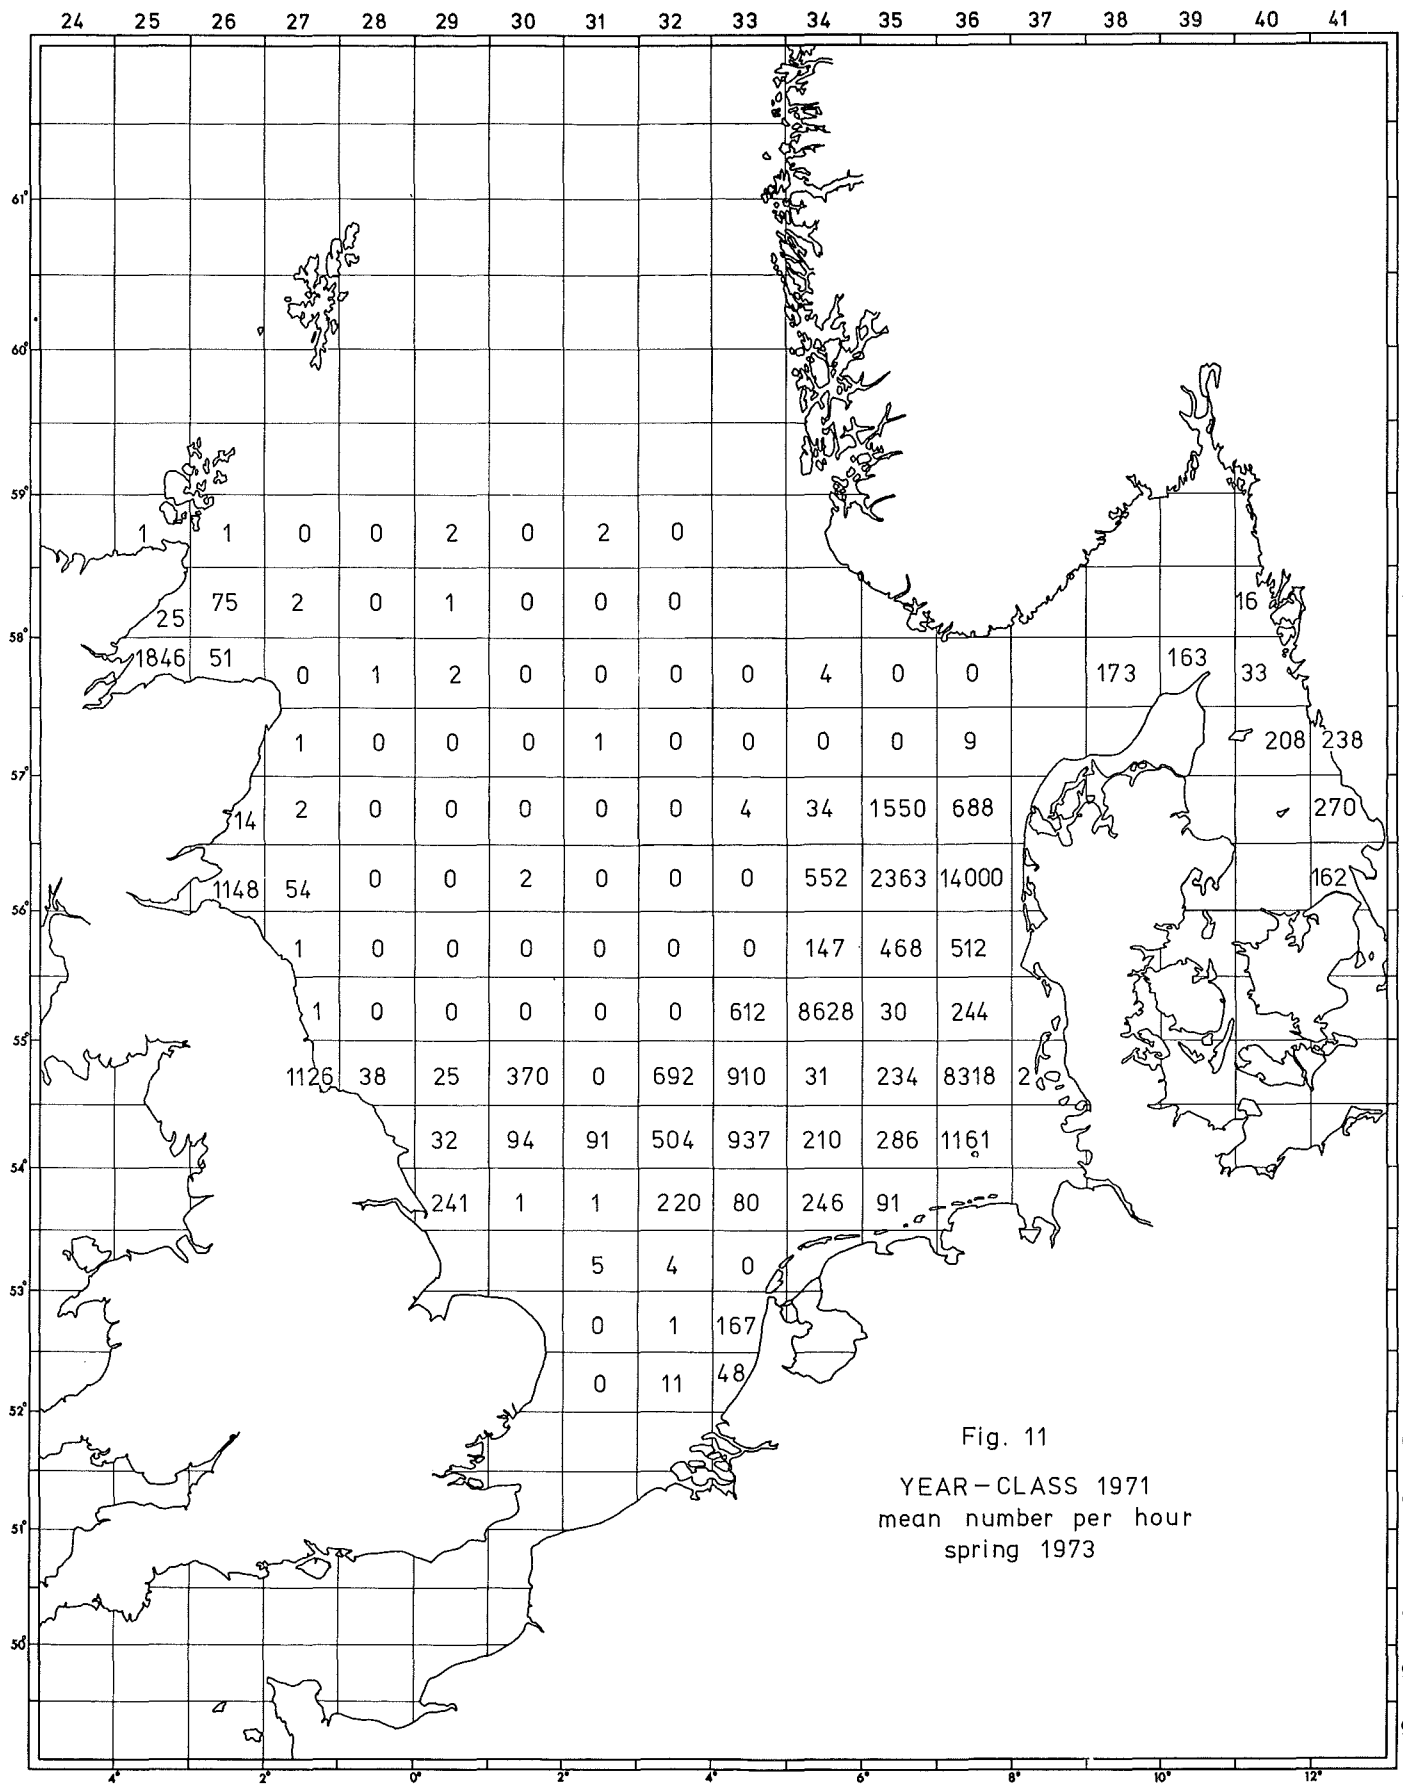 24 25 26 27 28 29 30 31 32 33 34 35 36 37 38 39 40 41
61°
60°
59°
1 1 0 0 2 0 2 0
25 75 2 0 1 0 0 0 16
58°
1846 51 0 1 2 0 0 0 0 4 0 0 173 163 33
1 0 0 0 1 0 0 0 0 9 208 238
57°
14 2 0 0 0 0 0 4 34 1550 688 270
1148 54 0 0 2 0 0 0 552 2363 14000 162
56°
1 0 0 0 0 0 0 147 468 512
1 0 0 0 0 0 612 8628 30 244
55°
1126 38 25 370 0 692 910 31 234 8318 2
32 94 91 504 937 210 286 1161
54°
241 1 1 220 80 246 91
5 4 0
53°
0 1 167
0 11 48
52°
Fig. 11
YEAR–CLASS 1971
mean number per hour
spring 1973
51°
50°
4° 2° 0° 2° 4° 6° 8° 10° 12°